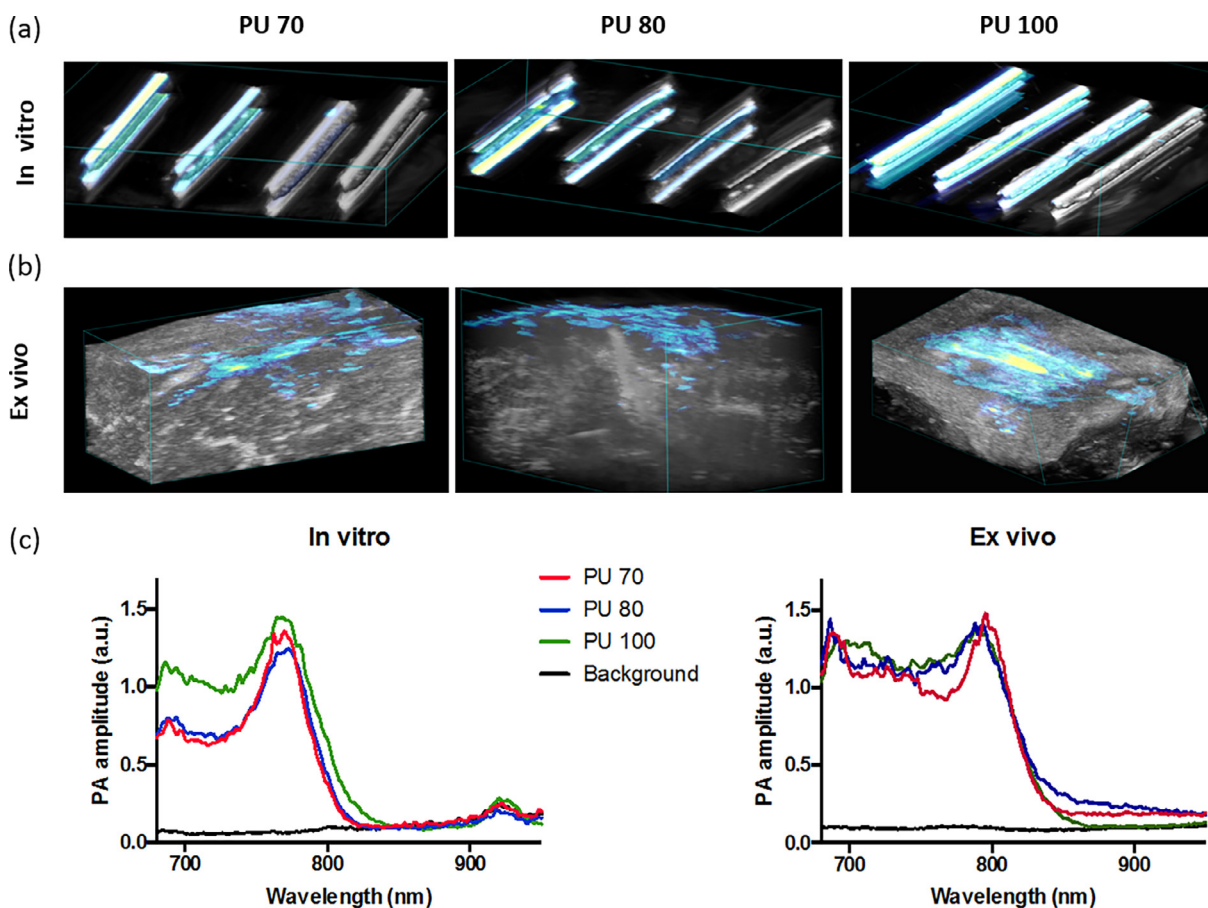 (a)
PU 70 PU 80 PU 100
In vitro
(b)
Ex vivo
(c)
In vitro
PA amplitude (a.u.)
1.5
1.0
0.5
0.0
700 800 900
Wavelength (nm)
PU 70
PU 80
PU 100
Background
Ex vivo
PA amplitude (a.u.)
1.5
1.0
0.5
0.0
700 800 900
Wavelength (nm)